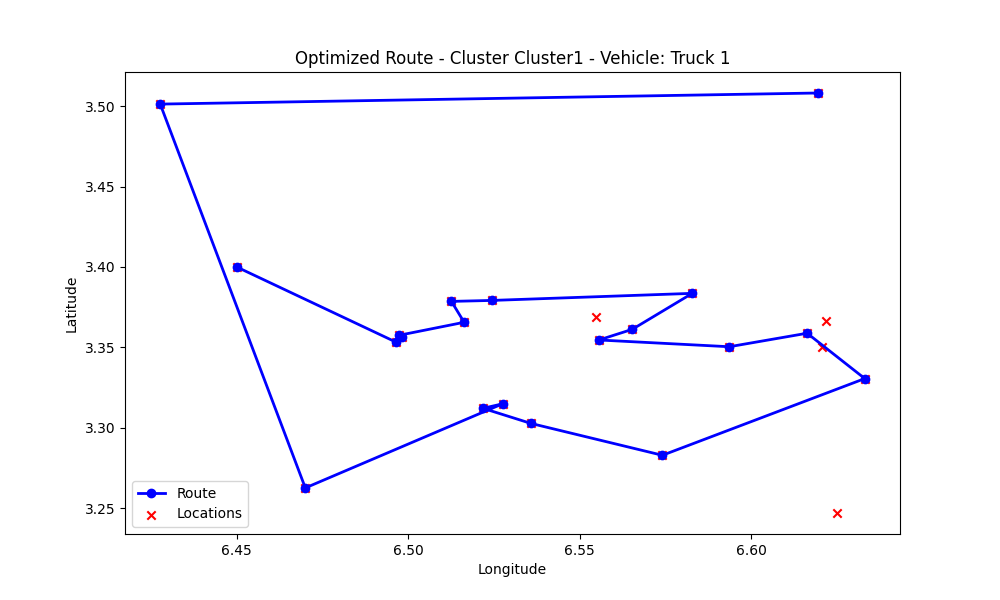 Optimized Route - Cluster Cluster1 - Vehicle: Truck 1
Latitude
3.50
3.45
3.40
3.35
3.30
3.25
Route
Locations
6.45
6.50
6.55
6.60
Longitude